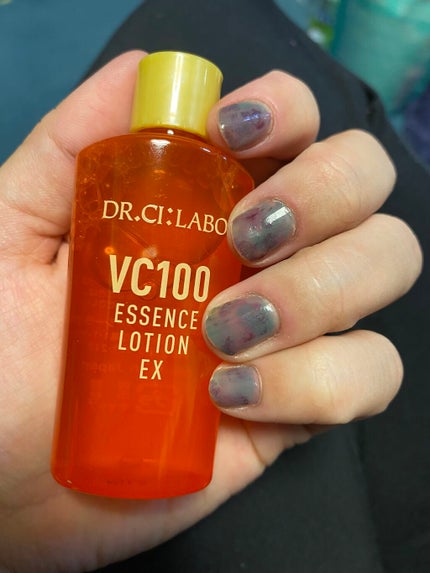 DR.CI:LABO
VC100
ESSENCE
LOTION
EX